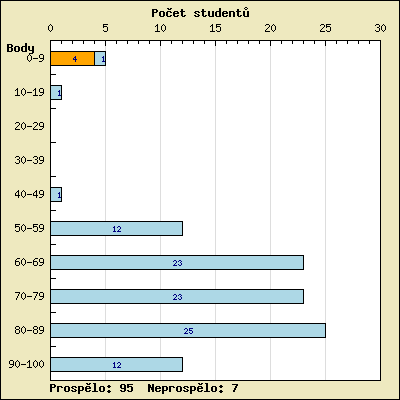 Počet studentů
0 5 10 15 20 25 30
Body
0-9 4 1
10-19 1
20-29
30-39
40-49 1
50-59 12
60-69 23
70-79 23
80-89 25
90-100 12
Prospělo: 95 Neprospělo: 7